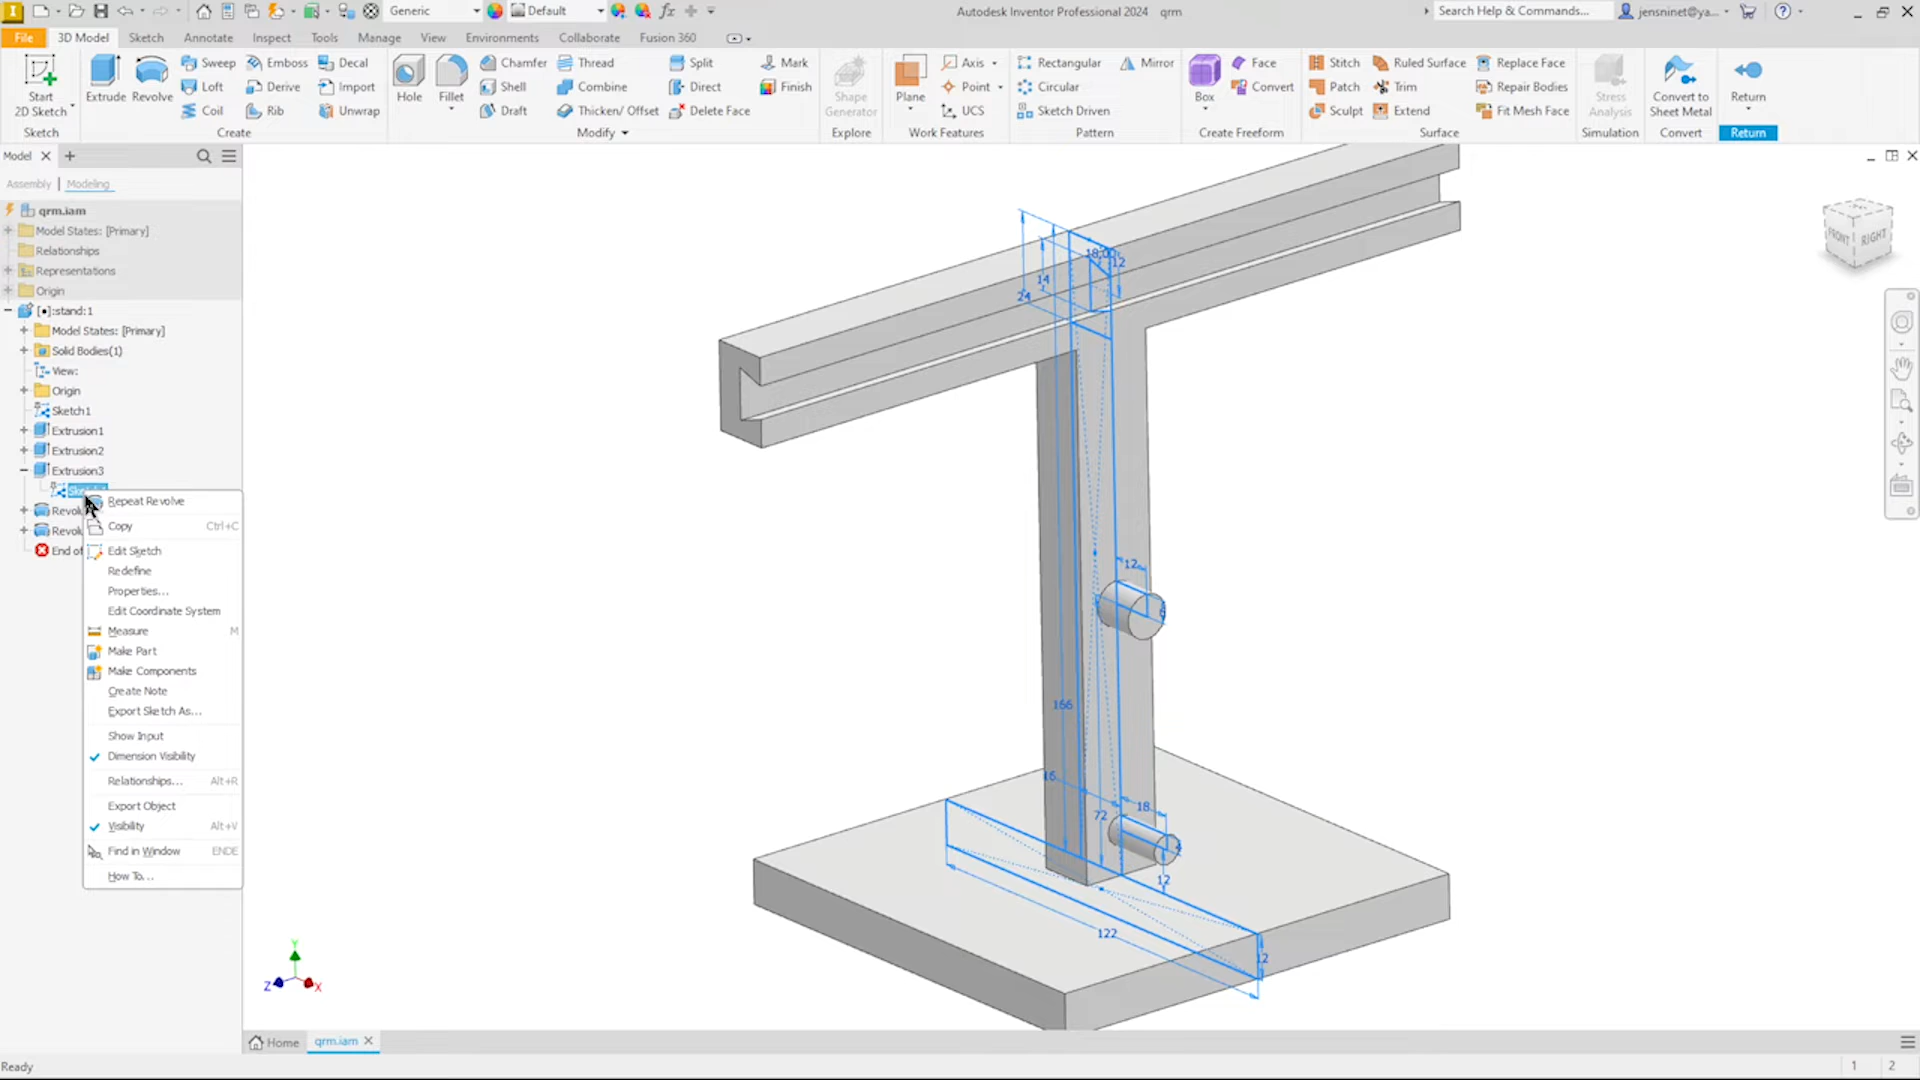 Generic
Default
Autodesk Inventor Professional 2024   qrm
Search Help & Commands...
jensninet@ya...
File
3D Model
Sketch
Annotate
Inspect
Tools
Manage
View
Environments
Collaborate
Fusion 360
Start
2D Sketch
Sketch
Extrude
Revolve
Sweep
Loft
Coil
Emboss
Derive
Rib
Decal
Import
Unwrap
Create
Hole
Fillet
Chamfer
Shell
Draft
Thread
Combine
Thicken/ Offset
Split
Direct
Delete Face
Mark
Finish
Modify
Shape
Generator
Explore
Plane
Axis
Point
UCS
Work Features
Rectangular
Circular
Sketch Driven
Mirror
Pattern
Box
Face
Convert
Create Freeform
Stitch
Patch
Sculpt
Ruled Surface
Trim
Extend
Replace Face
Repair Bodies
Fit Mesh Face
Surface
Stress
Analysis
Simulation
Convert to
Sheet Metal
Convert
Return
Return
Model
Assembly
Modeling
qrm.iam
Model States: [Primary]
Relationships
Representations
Origin
[•]:stand:1
Model States: [Primary]
Solid Bodies(1)
View:
Origin
Sketch1
Extrusion1
Extrusion2
Extrusion3
Repeat Revolve
Copy Ctrl+C
Edit Sketch
Redefine
Properties...
Edit Coordinate System
Measure M
Make Part
Make Components
Create Note
Export Sketch As...
Show Input
Dimension Visibility
Relationships... Alt+R
Export Object
Visibility Alt+V
Find in Window ENDE
How To...
FRONT
RIGHT
12
14
24
12
166
16
72
18
12
122
12
Y
Z
X
Home
qrm.iam
Ready
1
2